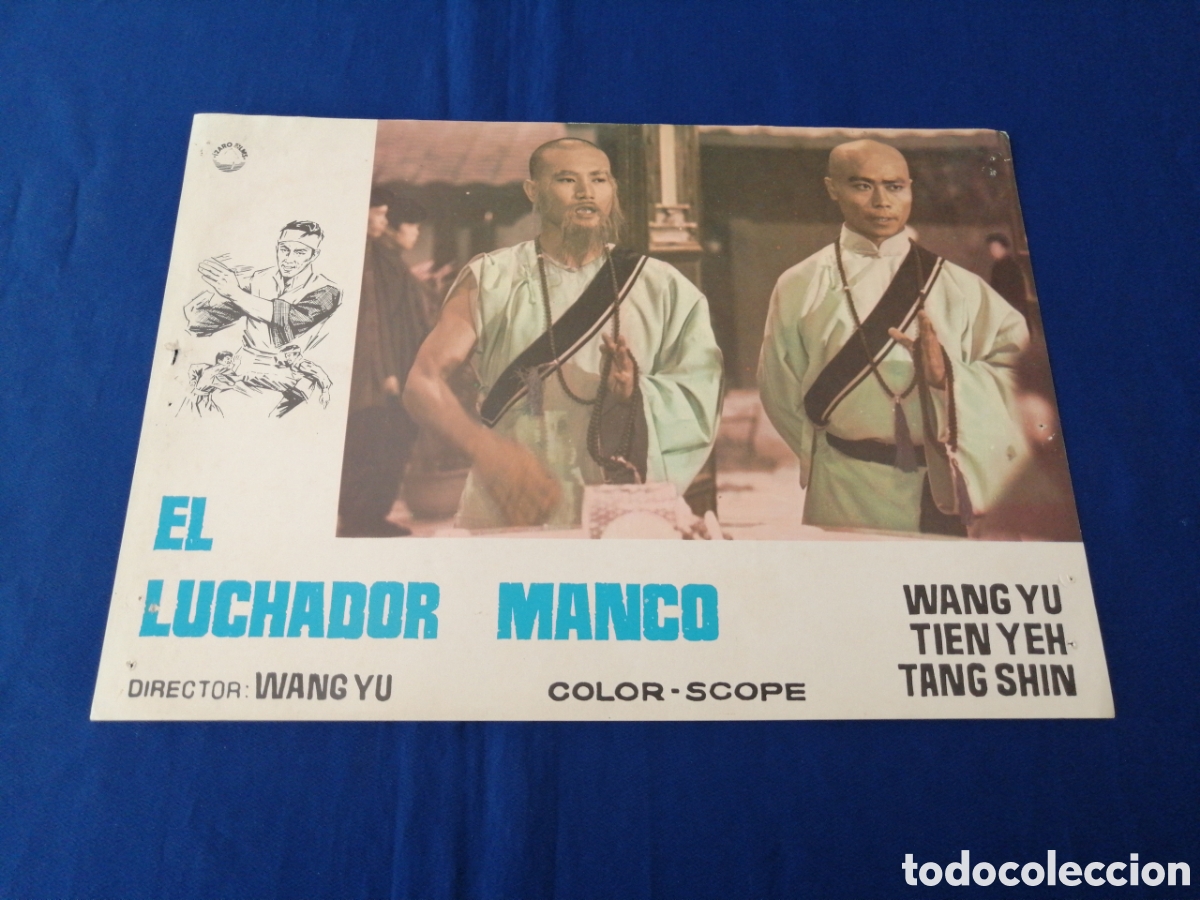 EL
LUCHADOR MANCO
DIRECTOR: WANG YU
COLOR-SCOPE
WANG YU
TIEN YEH
TANG SHIN
todocoleccion